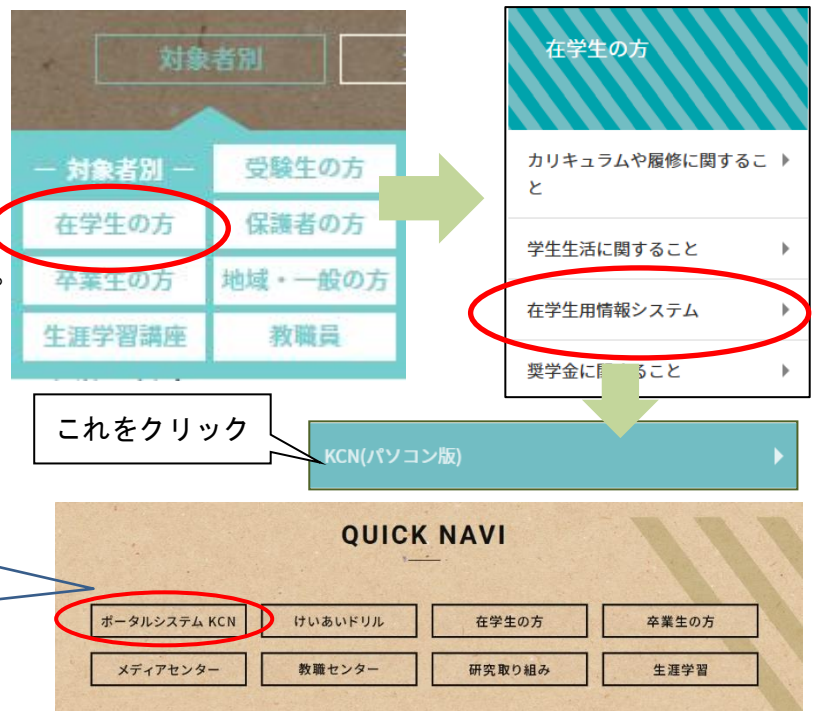 対象者別
― 対象者別 ―
受験生の方
在学生の方
保護者の方
卒業生の方
地域・一般の方
生涯学習講座
教職員
在学生の方
カリキュラムや履修に関するこ
と
学生生活に関すること
在学生用情報システム
奨学金に関すること
これをクリック
KCN(パソコン版)
QUICK NAVI
ポータルシステム KCN
けいあいドリル
在学生の方
卒業生の方
メディアセンター
教職センター
研究取り組み
生涯学習